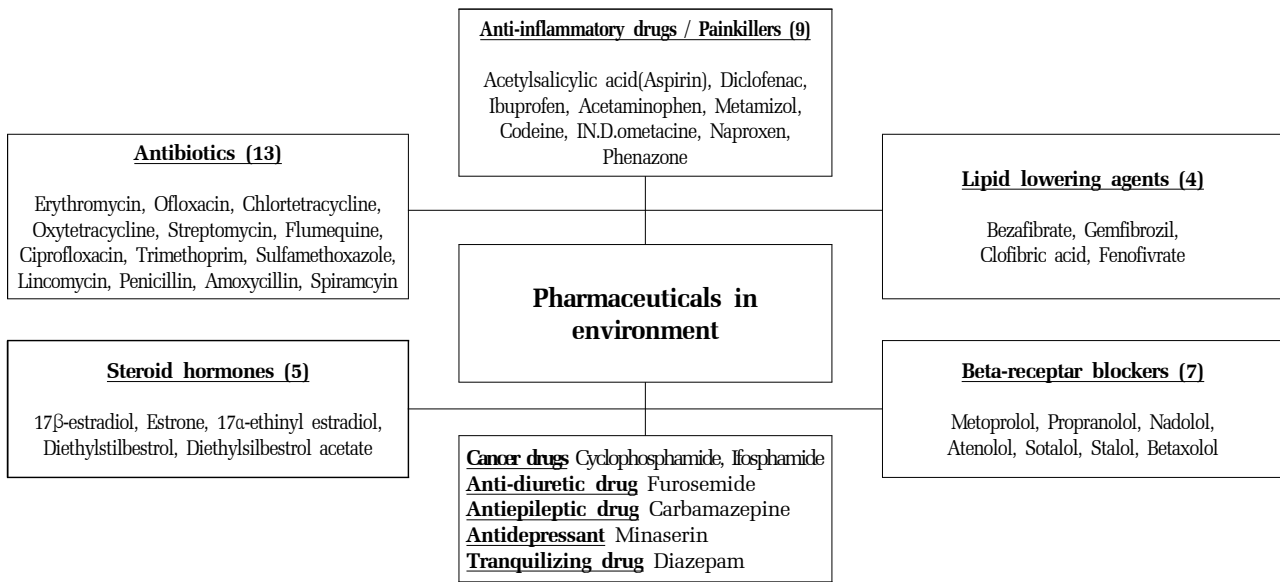 Anti-inflammatory drugs / Painkillers (9)
Acetylsalicylic acid(Aspirin), Diclofenac,
Ibuprofen, Acetaminophen, Metamizol,
Codeine, IN.D.ometacine, Naproxen,
Phenazone
Antibiotics (13)
Erythromycin, Ofloxacin, Chlortetracycline,
Oxytetracycline, Streptomycin, Flumequine,
Ciprofloxacin, Trimethoprim, Sulfamethoxazole,
Lincomycin, Penicillin, Amoxycillin, Spiramcyin
Lipid lowering agents (4)
Bezafibrate, Gemfibrozil,
Clofibric acid, Fenofivrate
Pharmaceuticals in
environment
Steroid hormones (5)
17β-estradiol, Estrone, 17α-ethinyl estradiol,
Diethylstilbestrol, Diethylsilbestrol acetate
Beta-receptar blockers (7)
Metoprolol, Propranolol, Nadolol,
Atenolol, Sotalol, Stalol, Betaxolol
Cancer drugs Cyclophosphamide, Ifosphamide
Anti-diuretic drug Furosemide
Antiepileptic drug Carbamazepine
Antidepressant Minaserin
Tranquilizing drug Diazepam